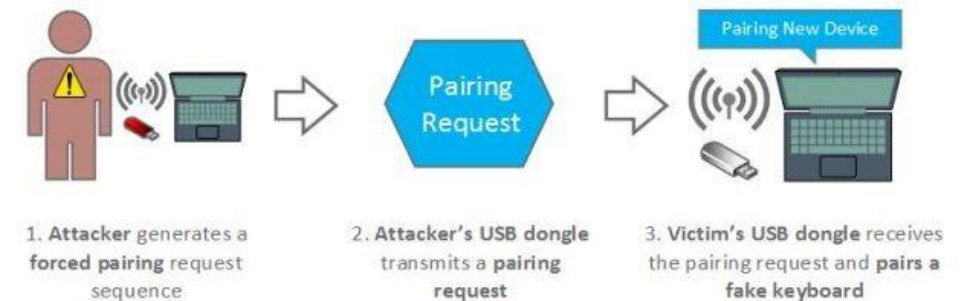 Pairing New Device
Pairing
Request
1. Attacker generates a
forced pairing request
sequence
2. Attacker's USB dongle
transmits a pairing
request
3. Victim's USB dongle receives
the pairing request and pairs a
fake keyboard